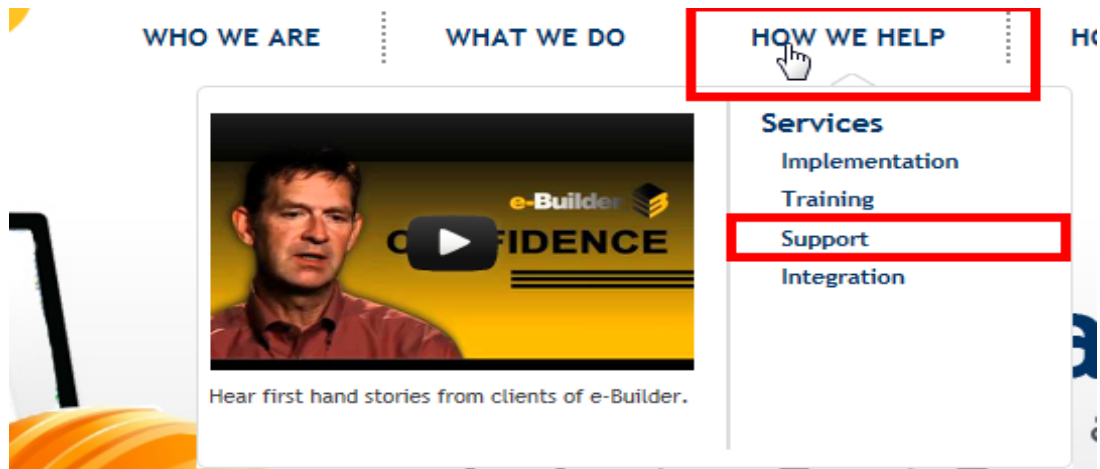 WHO WE ARE
WHAT WE DO
HOW WE HELP
Services
Implementation
Training
Support
Integration
e-Builder
Hear first hand stories from clients of e-Builder.